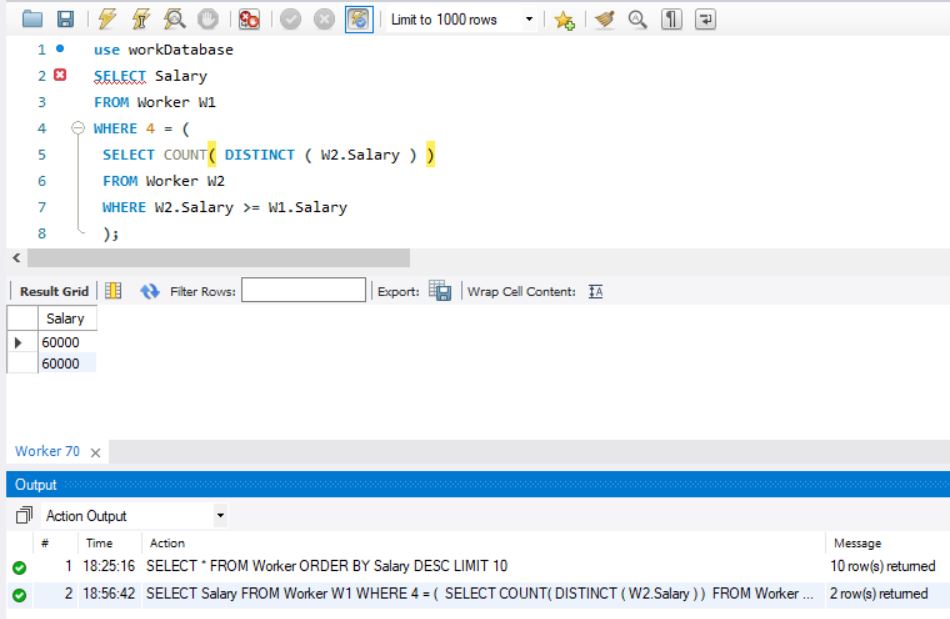 Limit to 1000 rows
1 use workDatabase
2 SELECT Salary
3 FROM Worker W1
4 WHERE 4 = (
5 SELECT COUNT( DISTINCT ( W2.Salary ) )
6 FROM Worker W2
7 WHERE W2.Salary >= W1.Salary
8 );
Result Grid Filter Rows: Export: Wrap Cell Content: IA
Salary
60000
60000
Worker 70
Output
Action Output
# Time Action Message
1 18:25:16 SELECT * FROM Worker ORDER BY Salary DESC LIMIT 10 10 row(s) returned
2 18:56:42 SELECT Salary FROM Worker W1 WHERE 4 = ( SELECT COUNT( DISTINCT ( W2.Salary ) ) FROM Worker ... 2 row(s) returned